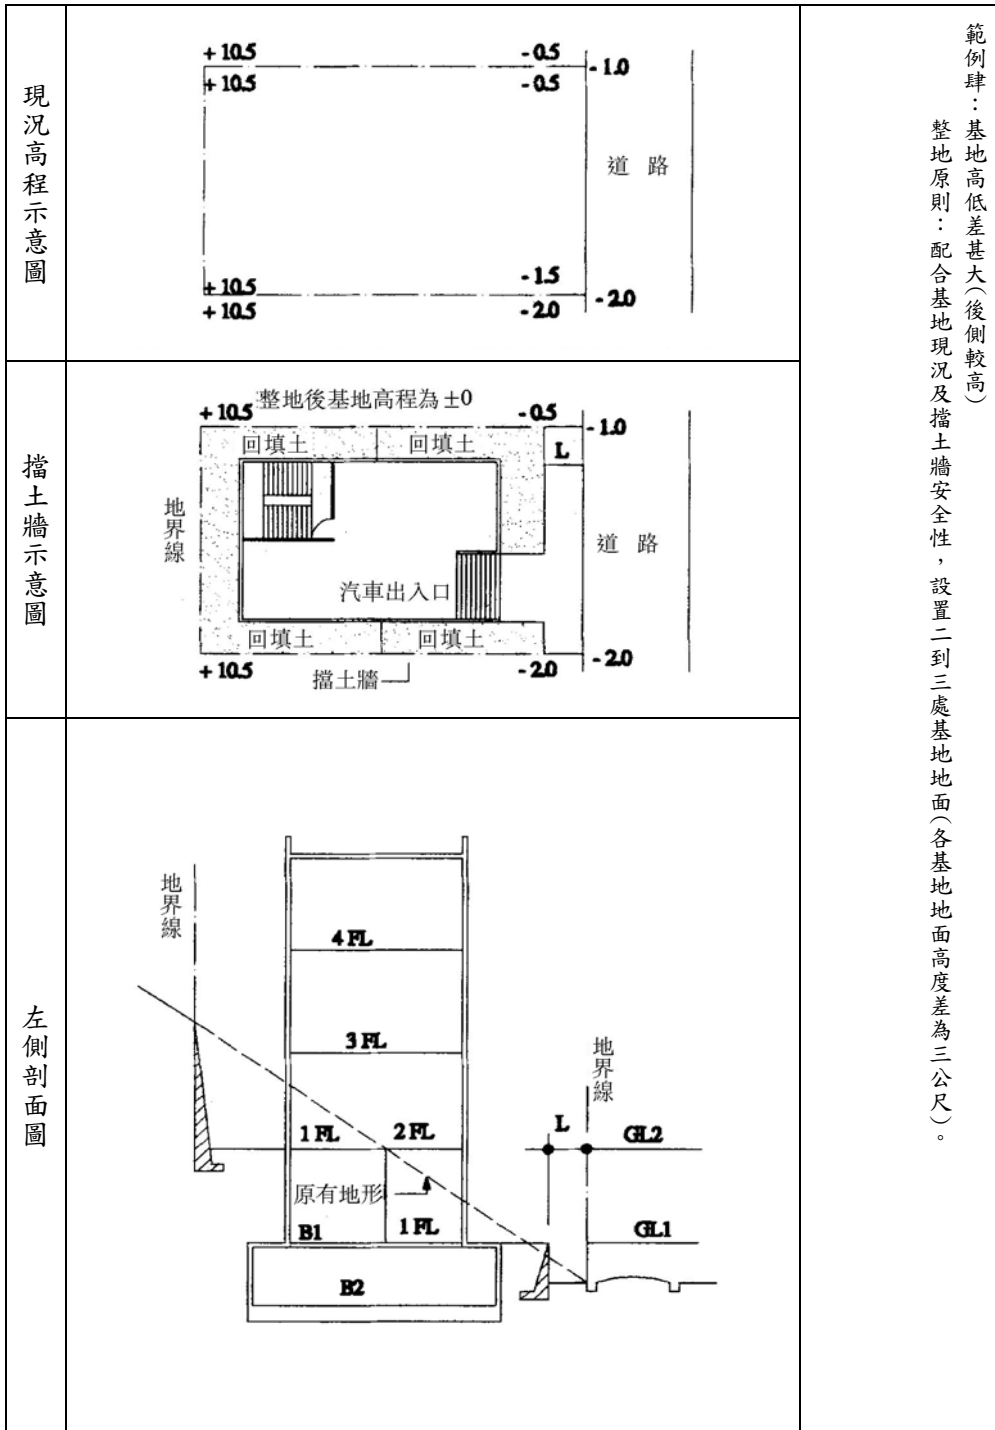 範例肆：基地高低差甚大（後側較高）
整地原則：配合基地現況及擋土牆安全性，設置二到三處基地地面（各基地地面高度差為三公尺）。
現況高程示意圖
+ 10.5
- 0.5
- 1.0
+ 10.5
- 0.5
道 路
+ 10.5
- 1.5
- 2.0
+ 10.5
- 2.0
擋土牆示意圖
整地後基地高程為 ±0
+ 10.5
- 0.5
- 1.0
回填土
回填土
L
地界線
道 路
汽車出入口
回填土
回填土
- 2.0
+ 10.5
擋土牆
- 2.0
左側剖面圖
地界線
4 FL
3 FL
地界線
1 FL
2 FL
L
GL2
原有地形
B1
1 FL
GL1
B2